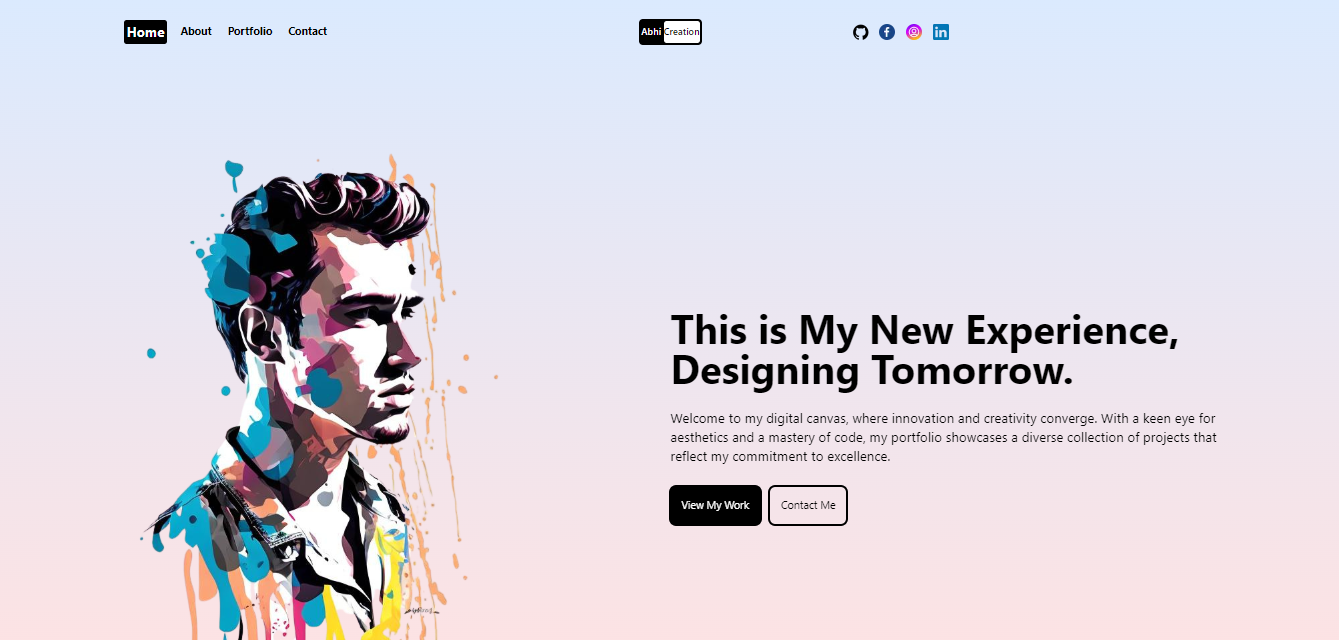 Home About Portfolio Contact
Abhi Creation
in
This is My New Experience,
Designing Tomorrow.
Welcome to my digital canvas, where innovation and creativity converge. With a keen eye for
aesthetics and a mastery of code, my portfolio showcases a diverse collection of projects that
reflect my commitment to excellence.
View My Work Contact Me